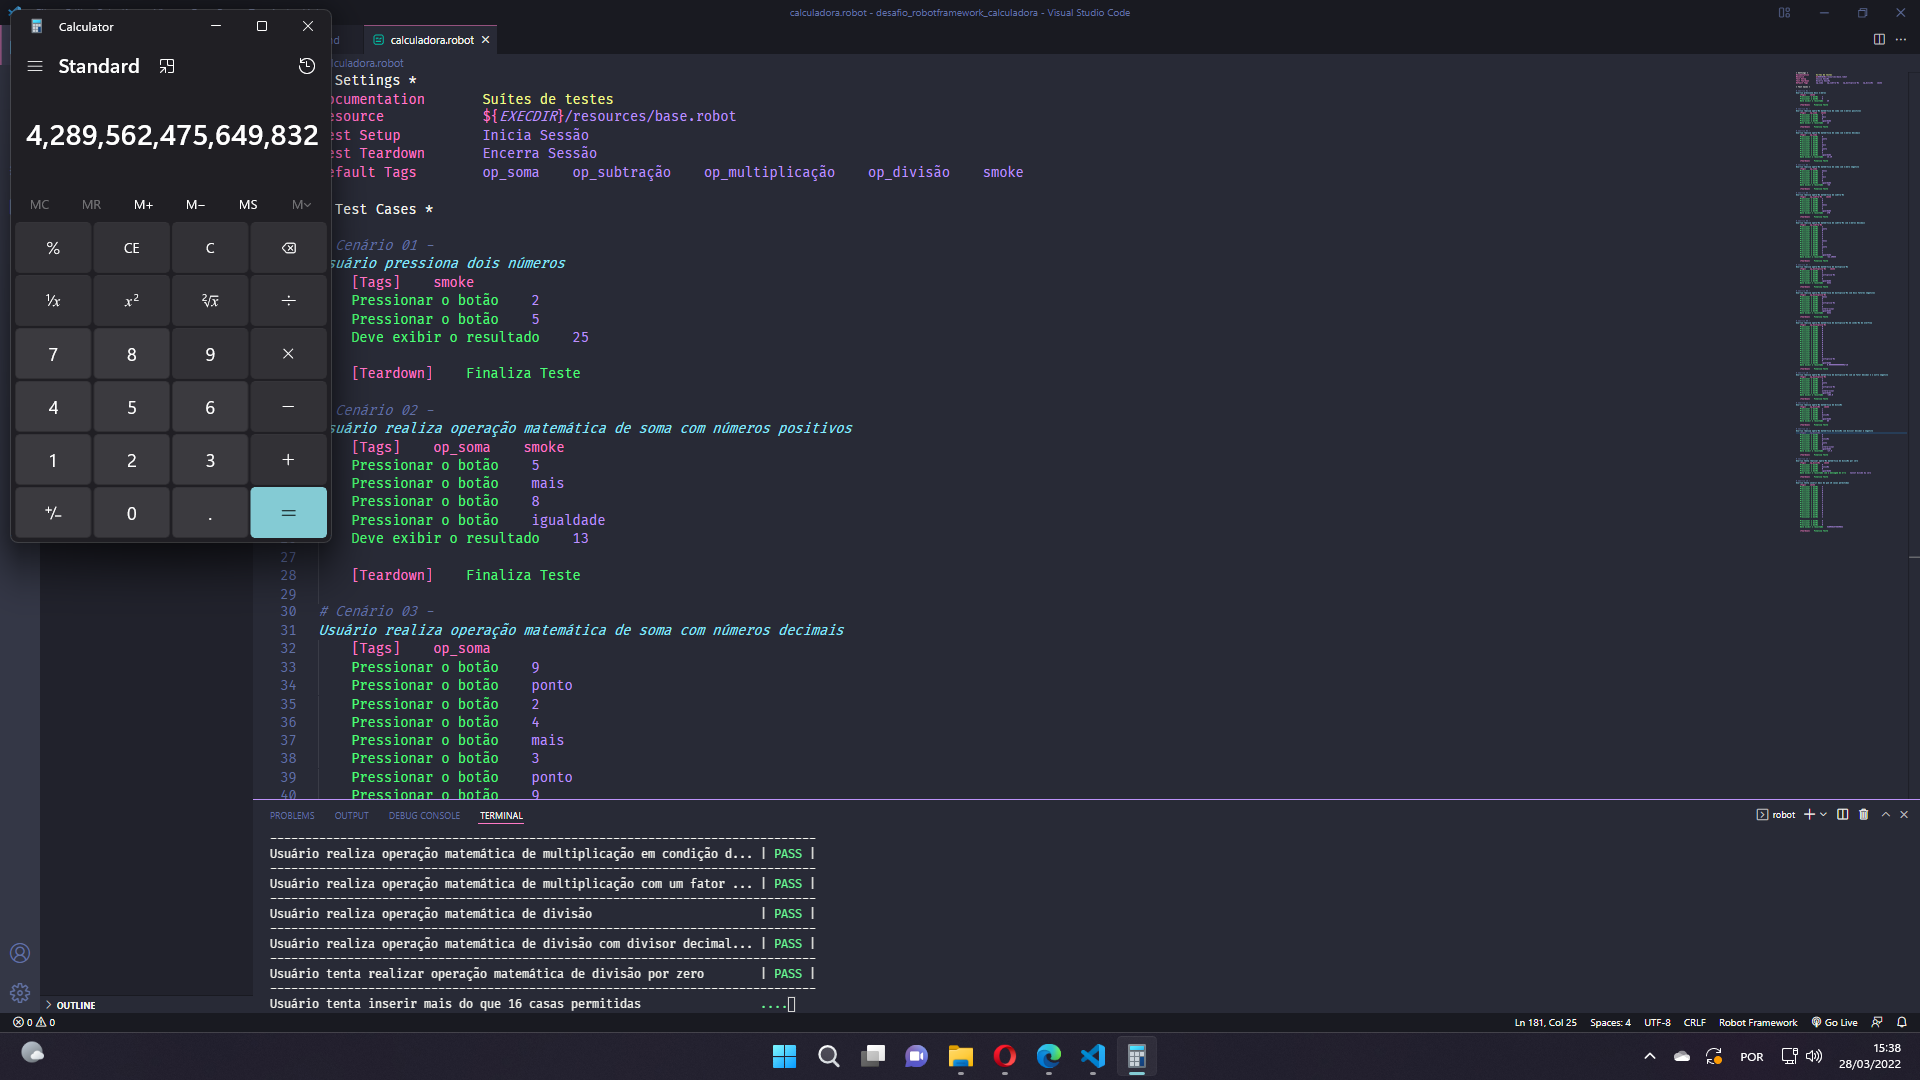 calculadora.robot - desafio_robotframework_calculadora - Visual Studio Code
Calculator
Standard
4,289,562,475,649,832
MC MR M+ M− MS M
% CE C
¹/x x² ²√x ÷
7 8 9 ×
4 5 6 −
1 2 3 +
+/− 0 . =
calculadora.robot
lculadora.robot
Settings *
ocumentation Suítes de testes
esource ${EXECDIR}/resources/base.robot
est Setup Inicia Sessão
est Teardown Encerra Sessão
efault Tags op_soma op_subtração op_multiplicação op_divisão smoke
Test Cases *
Cenário 01 -
suário pressiona dois números
[Tags] smoke
Pressionar o botão 2
Pressionar o botão 5
Deve exibir o resultado 25
[Teardown] Finaliza Teste
Cenário 02 -
suário realiza operação matemática de soma com números positivos
[Tags] op_soma smoke
Pressionar o botão 5
Pressionar o botão mais
Pressionar o botão 8
Pressionar o botão igualdade
Deve exibir o resultado 13
27
28 [Teardown] Finaliza Teste
29
30 # Cenário 03 -
31 Usuário realiza operação matemática de soma com números decimais
32 [Tags] op_soma
33 Pressionar o botão 9
34 Pressionar o botão ponto
35 Pressionar o botão 2
36 Pressionar o botão 4
37 Pressionar o botão mais
38 Pressionar o botão 3
39 Pressionar o botão ponto
40 Pressionar o botão 9
PROBLEMS OUTPUT DEBUG CONSOLE TERMINAL robot
Usuário realiza operação matemática de multiplicação em condição d... | PASS |
Usuário realiza operação matemática de multiplicação com um fator ... | PASS |
Usuário realiza operação matemática de divisão | PASS |
Usuário realiza operação matemática de divisão com divisor decimal... | PASS |
Usuário tenta realizar operação matemática de divisão por zero | PASS |
Usuário tenta inserir mais do que 16 casas permitidas ....
OUTLINE
0 0 Ln 181, Col 25 Spaces: 4 UTF-8 CRLF Robot Framework Go Live
POR
15:38
28/03/2022